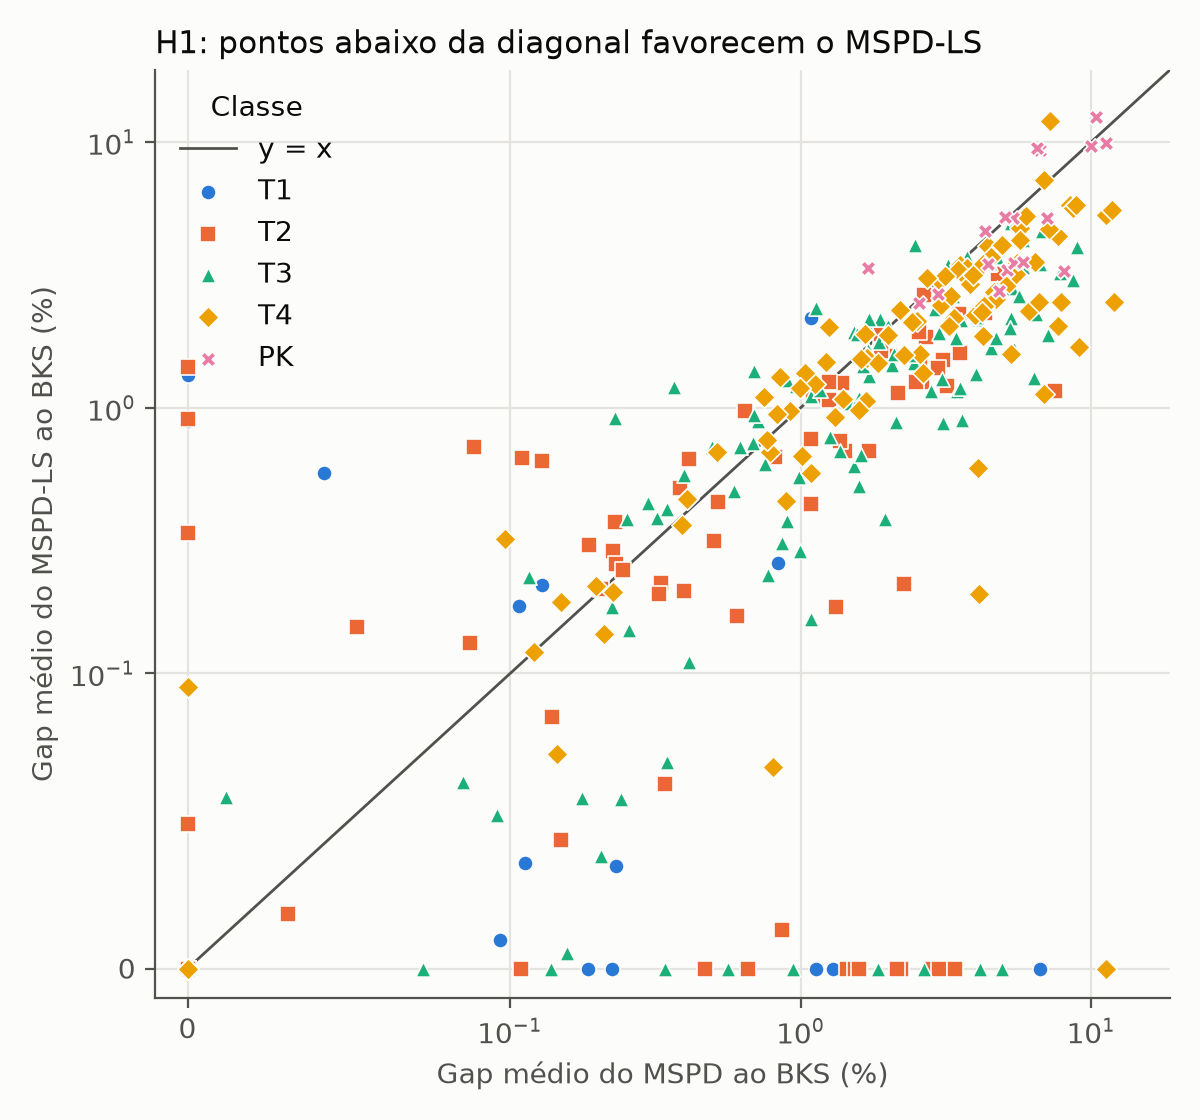 H1: pontos abaixo da diagonal favorecem o MSPD-LS
Classe
y = x
T1
T2
T3
T4
PK
Gap médio do MSPD-LS ao BKS (%)
10¹
10⁰
10⁻¹
0
0
10⁻¹
10⁰
10¹
Gap médio do MSPD ao BKS (%)